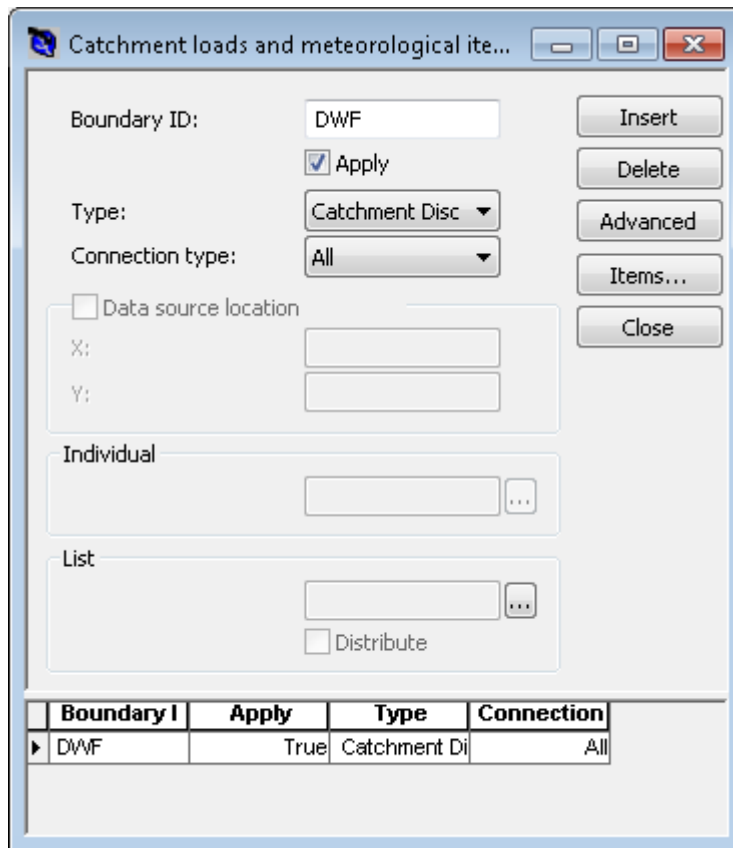 Catchment loads and meteorological ite...
Boundary ID: DWF Insert
Apply Delete
Type: Catchment Disc Advanced
Connection type: All Items...
Data source location Close
X:
Y:
Individual
...
List
...
Distribute
Boundary I Apply Type Connection
DWF True Catchment Di All